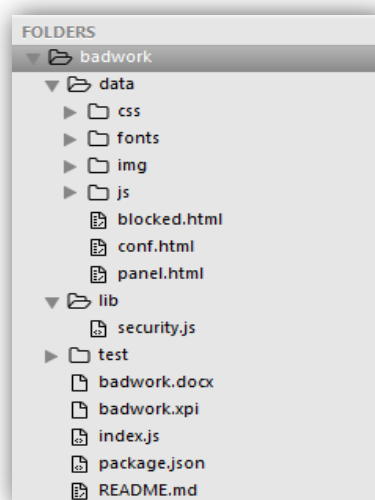 FOLDERS
badwork
data
css
fonts
img
js
blocked.html
conf.html
panel.html
lib
security.js
test
badwork.docx
badwork.xpi
index.js
package.json
README.md